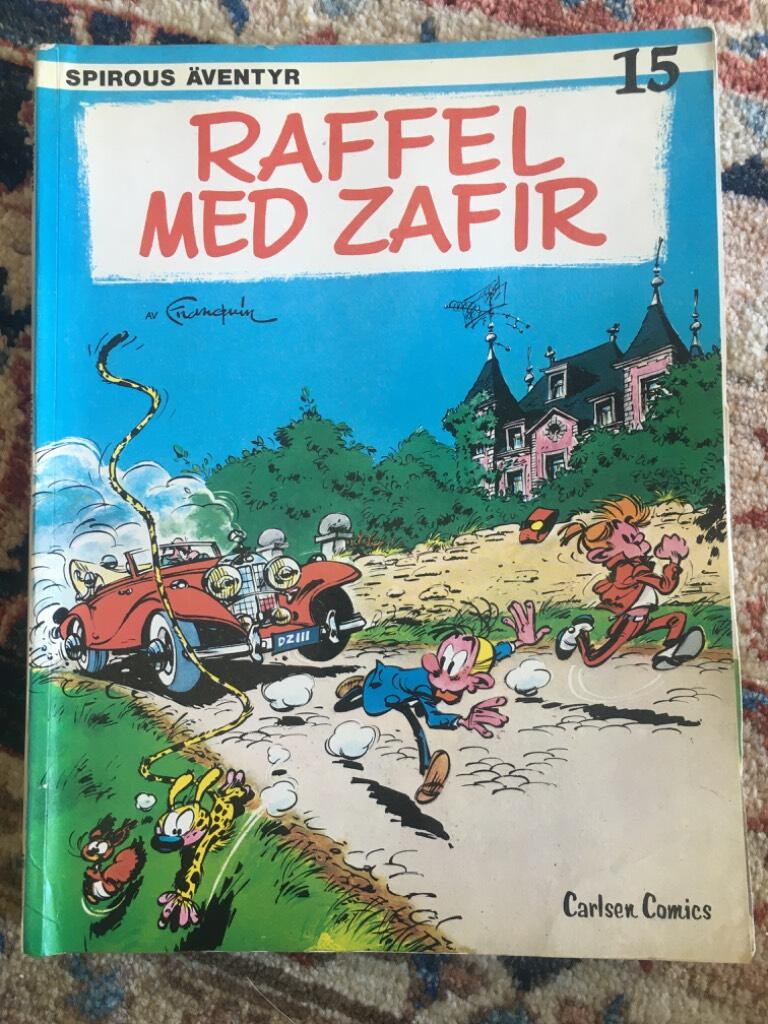 SPIROUS ÄVENTYR
15
RAFFEL
MED ZAFIR
AV Franquin
DZ111
Carlsen Comics